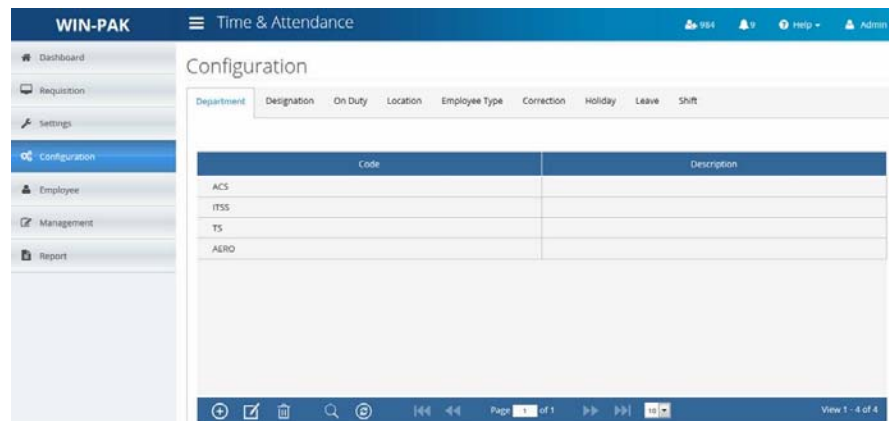 WIN-PAK
Time & Attendance
984
9
Help
Admin
Dashboard
Requisition
Settings
Configuration
Employee
Management
Report
Configuration
Department Designation On Duty Location Employee Type Correction Holiday Leave Shift
Code Description
ACS
ITSS
TS
AERO
Page 1 of 1 10 View 1 - 4 of 4